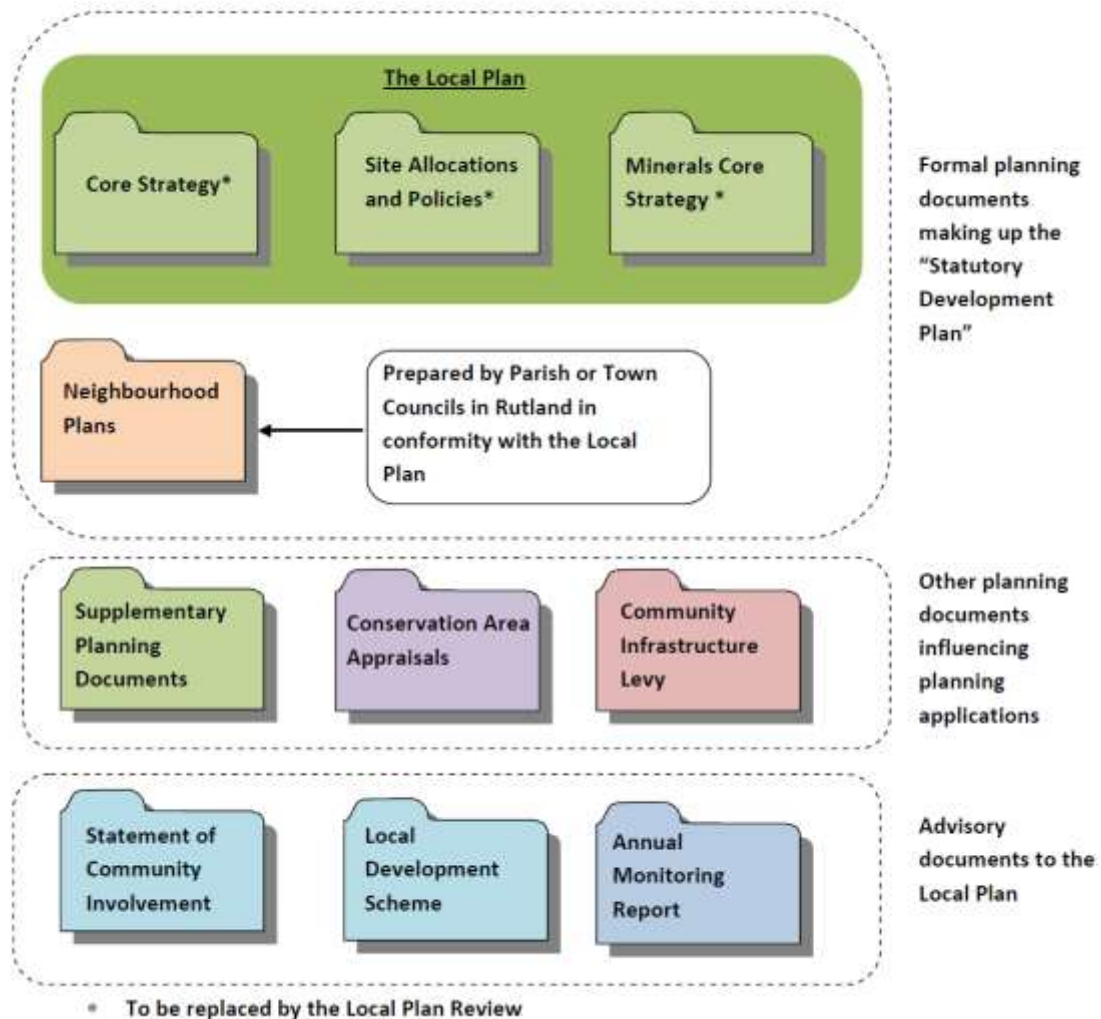 The Local Plan
Core Strategy*
Site Allocations
and Policies*
Minerals Core
Strategy *
Formal planning
documents
making up the
"Statutory
Development
Plan"
Neighbourhood
Plans
Prepared by Parish or Town
Councils in Rutland in
conformity with the Local
Plan
Supplementary
Planning
Documents
Conservation Area
Appraisals
Community
Infrastructure
Levy
Other planning
documents
influencing
planning
applications
Statement of
Community
Involvement
Local
Development
Scheme
Annual
Monitoring
Report
Advisory
documents to the
Local Plan
* To be replaced by the Local Plan Review